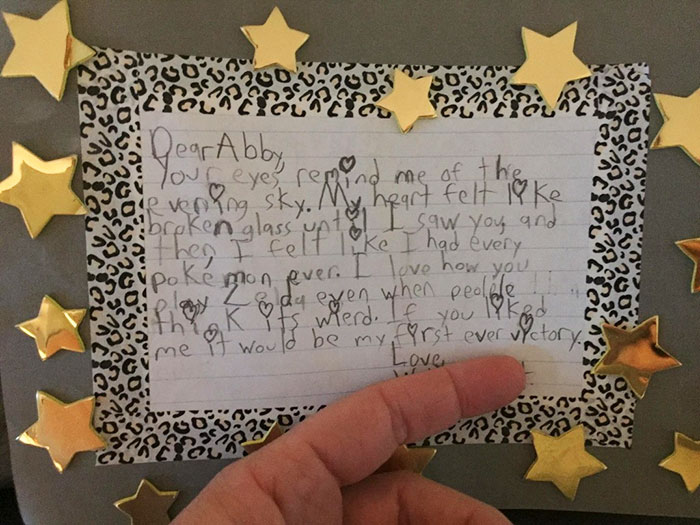 Dear Abby,
Your eyes remind me of the
evening sky. My heart felt like
broken glass until I saw you, and
then, I felt like I had every
pokemon ever. I love how you
play Zelda even when people
think its wierd. If you liked
me it would be my first ever victory.
Love,